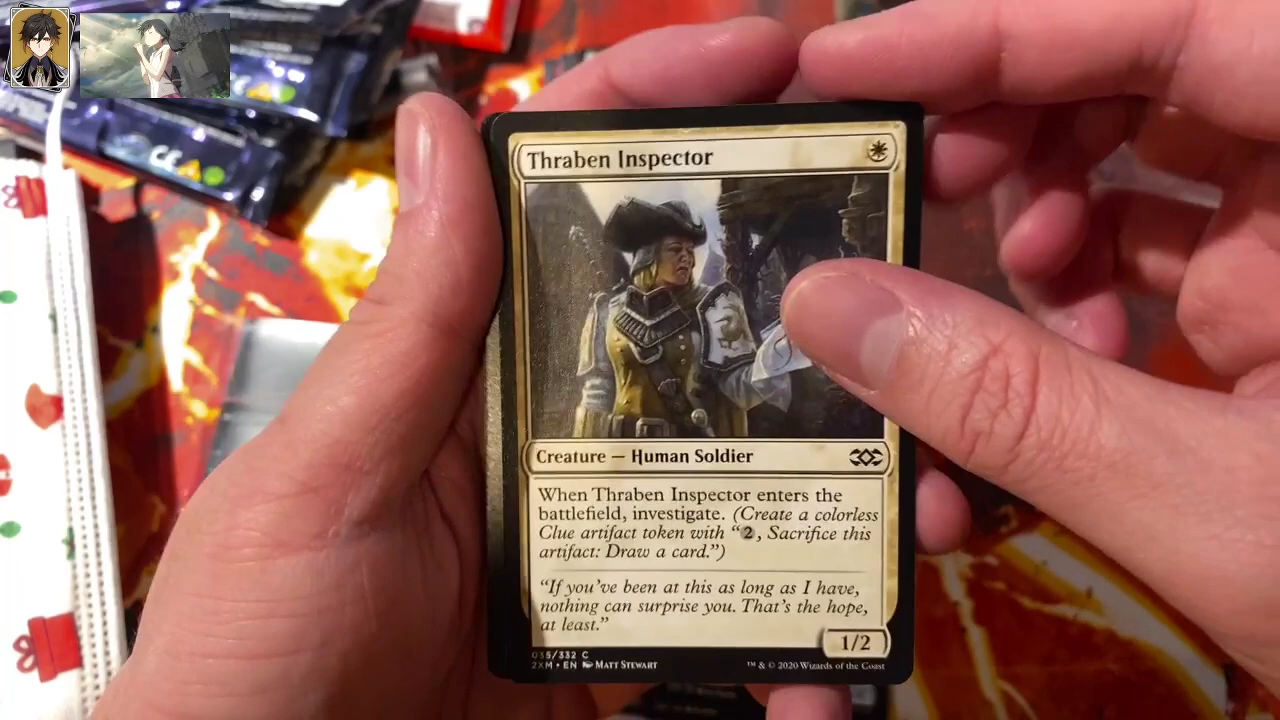 Thraben Inspector
Creature — Human Soldier
When Thraben Inspector enters the
battlefield, investigate. (Create a colorless
Clue artifact token with “2, Sacrifice this
artifact: Draw a card.”)
“If you’ve been at this as long as I have,
nothing can surprise you. That’s the hope,
at least.”
1/2
035/332 C
2XM • EN Matt Stewart
™ & © 2020 Wizards of the Coast